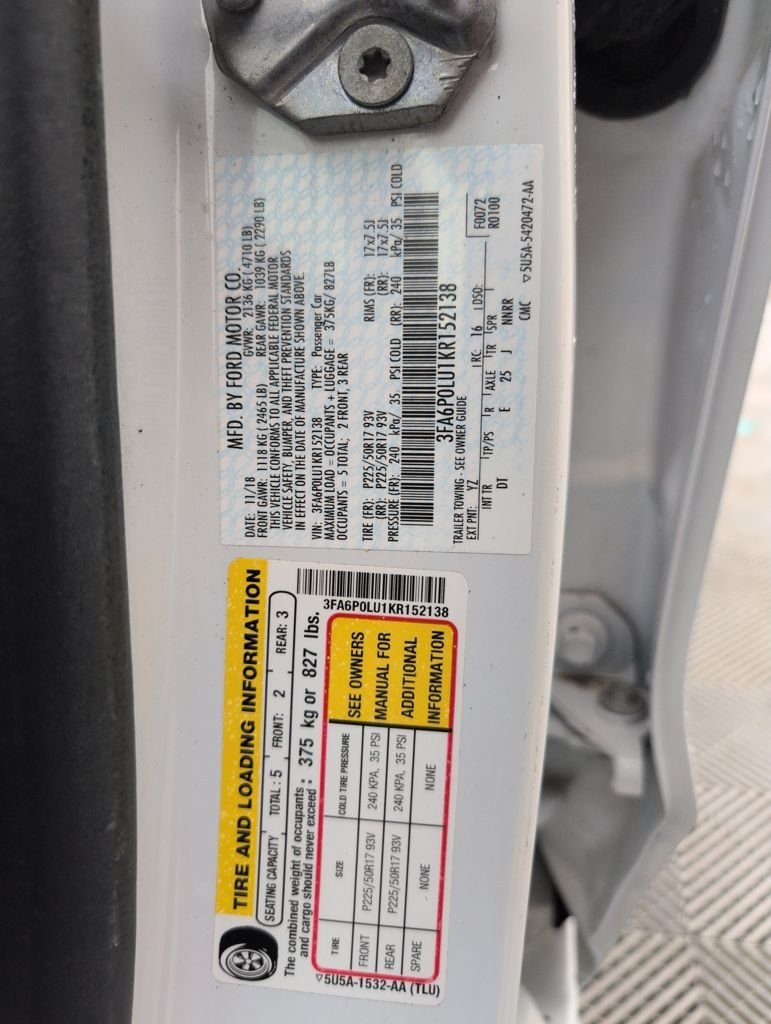 MFD. BY FORD MOTOR CO.
DATE: 11/18 GVWR: 2136 KG ( 4710 LB)
FRONT GAWR: 1118 KG ( 2465 LB) REAR GAWR: 1039 KG ( 2290 LB)
THIS VEHICLE CONFORMS TO ALL APPLICABLE FEDERAL MOTOR
VEHICLE SAFETY, BUMPER, AND THEFT PREVENTION STANDARDS
IN EFFECT ON THE DATE OF MANUFACTURE SHOWN ABOVE.
VIN: 3FA6P0LU1KR152138 TYPE: Passenger Car
MAXIMUM LOAD = OCCUPANTS + LUGGAGE = 375KG/ 827LB
OCCUPANTS = 5 TOTAL; 2 FRONT, 3 REAR
TIRE (FR): P225/50R17 93V RIMS (FR): 17x7.5J
(RR): P225/50R17 93V (RR): 17x7.5J
PRESSURE (FR): 240 kPa/ 35 PSI COLD (RR): 240 kPa/ 35 PSI COLD
3FA6P0LU1KR152138
TRAILER TOWING - SEE OWNER GUIDE
F0072
R0100
EXT PNT: YZ RC: 16 DSO:
INT TR TP/PS R AXLE TR SPR
DT E 25 J NNRR
CMC ▽5U5A-5420472-AA
TIRE AND LOADING INFORMATION
SEATING CAPACITY TOTAL : 5 FRONT: 2 REAR: 3
The combined weight of occupants
and cargo should never exceed : 375 kg or 827 lbs.
3FA6P0LU1KR152138
TIRE SIZE COLD TIRE PRESSURE
FRONT P225/50R17 93V 240 KPA, 35 PSI
REAR P225/50R17 93V 240 KPA, 35 PSI
SPARE NONE NONE
SEE OWNERS
MANUAL FOR
ADDITIONAL
INFORMATION
▽5U5A-1532-AA (TLU)